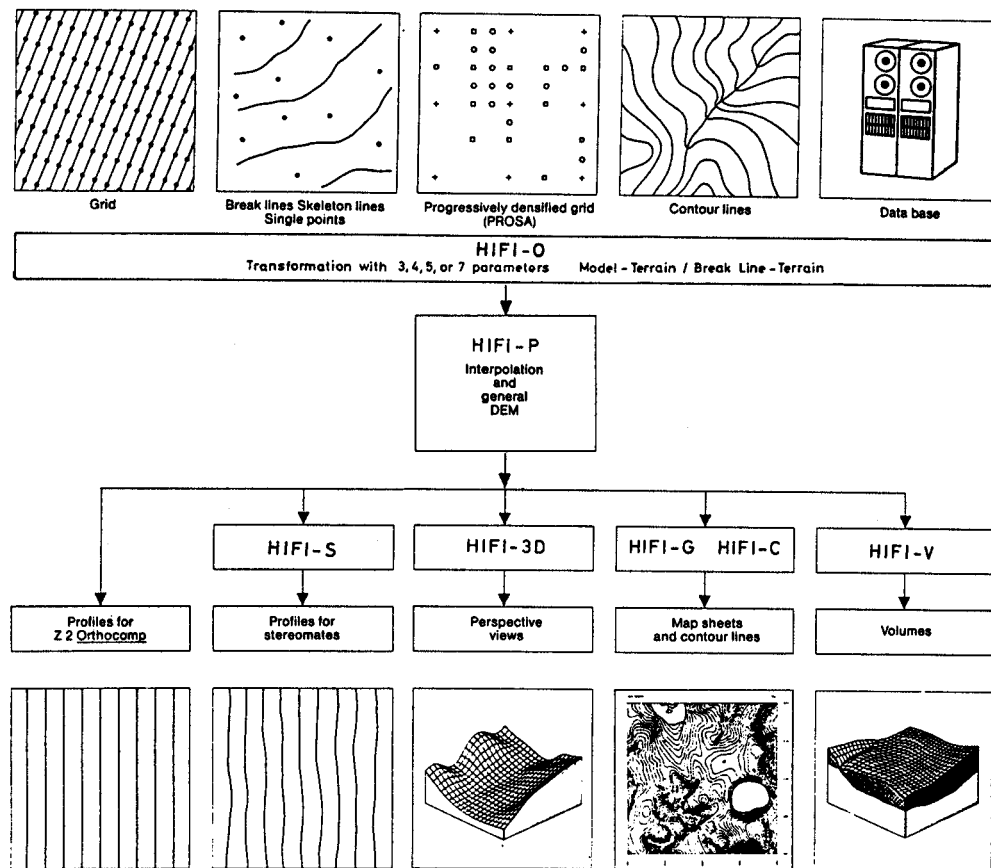 Grid
Break lines Skeleton lines
Single points
Progressively densified grid
(PROSA)
Contour lines
Data base
HIFI-O
Transformation with 3, 4, 5, or 7 parameters Model-Terrain / Break Line-Terrain
HIFI-P
Interpolation
and
general
DEM
HIFI-S
HIFI-3D
HIFI-G HIFI-C
HIFI-V
Profiles for
Z 2 Orthocomp
Profiles for
stereomates
Perspective
views
Map sheets
and contour lines
Volumes